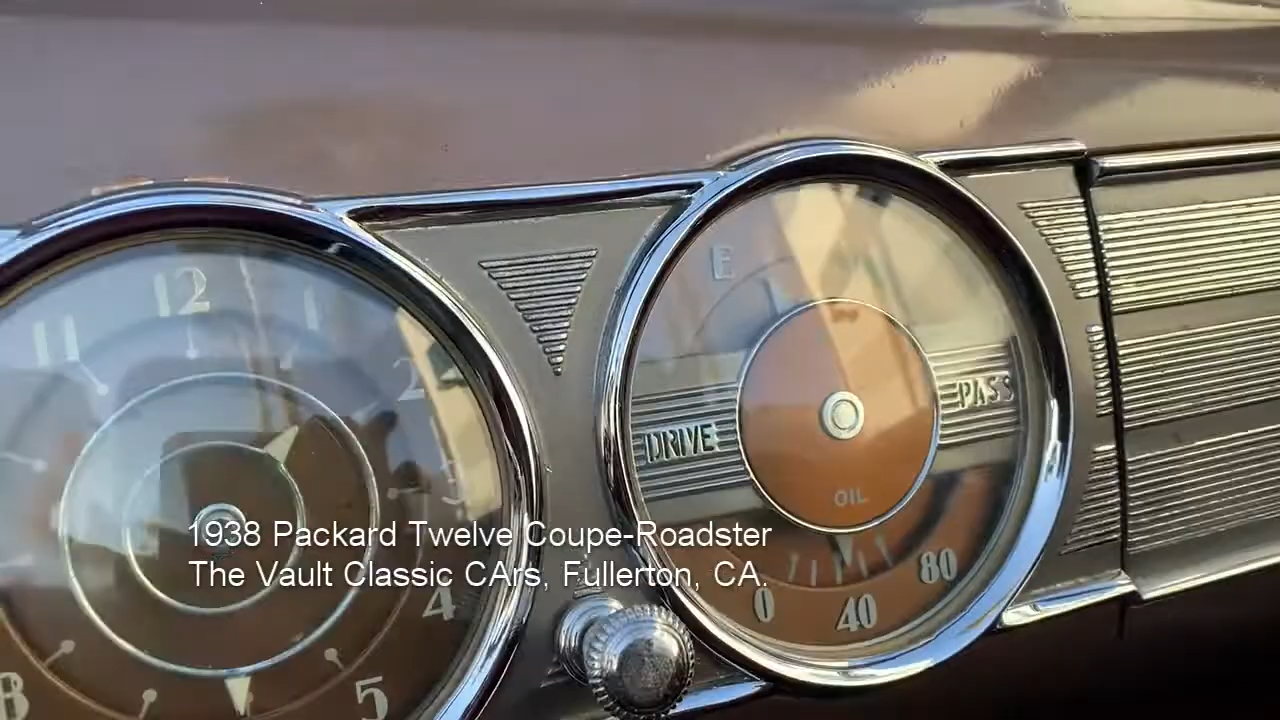 12
11
1
2
E
3
DRIVE
PASS
OIL
1938 Packard Twelve Coupe-Roadster
The Vault Classic CArs, Fullerton, CA.
4
0
40
80
8
5